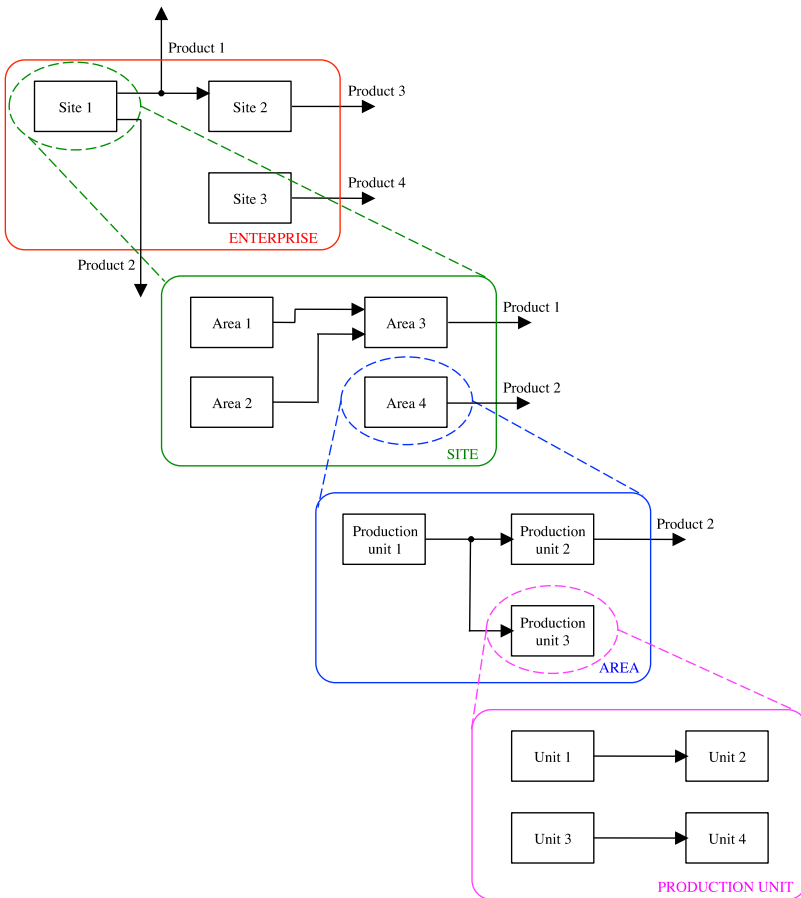 Product 1
Site 1
Site 2
Product 3
Site 3
Product 4
ENTERPRISE
Product 2
Area 1
Area 3
Product 1
Area 2
Area 4
Product 2
SITE
Production
unit 1
Production
unit 2
Product 2
Production
unit 3
AREA
Unit 1
Unit 2
Unit 3
Unit 4
PRODUCTION UNIT